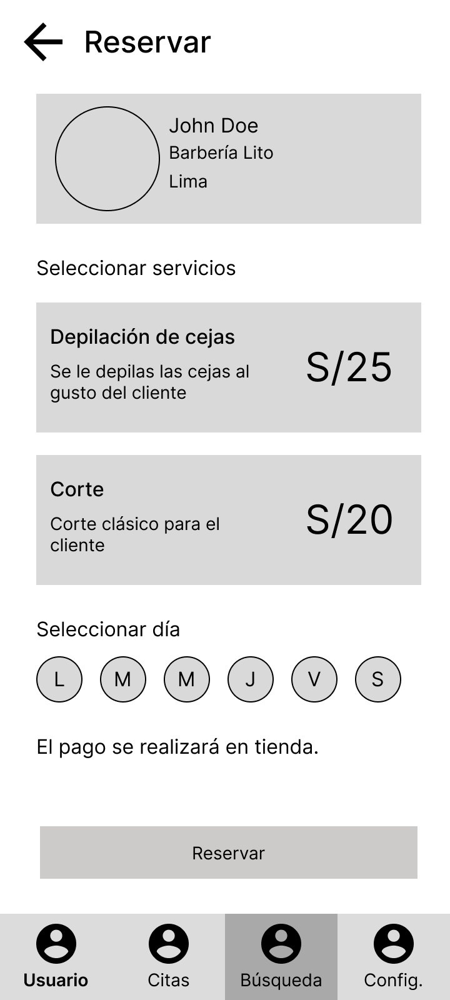 Reservar
John Doe
Barbería Lito
Lima
Seleccionar servicios
Depilación de cejas
Se le depilas las cejas al
gusto del cliente
S/25
Corte
Corte clásico para el
cliente
S/20
Seleccionar día
L M M J V S
El pago se realizará en tienda.
Reservar
Usuario Citas Búsqueda Config.